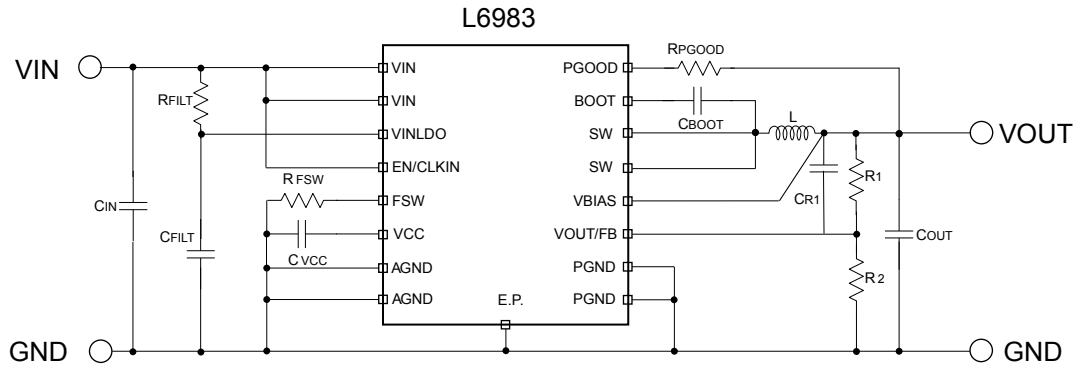 L6983
VIN
RFILT
CIN
CFILT
RFSW
CVCC
GND
VIN
VIN
VINLDO
EN/CLKIN
FSW
VCC
AGND
AGND
E.P.
PGOOD
BOOT
SW
SW
VBIAS
VOUT/FB
PGND
PGND
RPGOOD
CBOOT
L
CR1
R1
R2
COUT
VOUT
GND